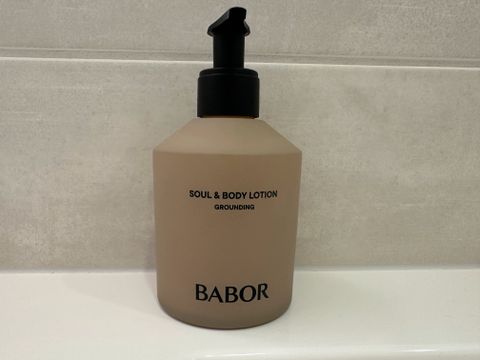 SOUL & BODY LOTION
GROUNDING
BABOR